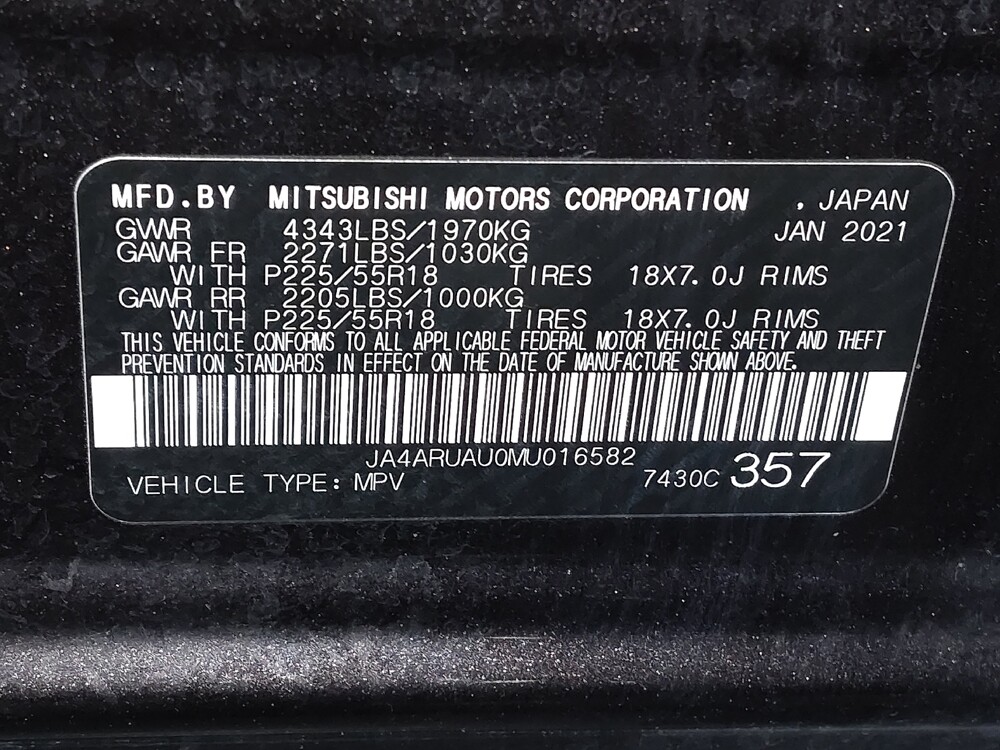 MFD.BY MITSUBISHI MOTORS CORPORATION , JAPAN
GVWR 4343LBS/1970KG JAN 2021
GAWR FR 2271LBS/1030KG
WITH P225/55R18 TIRES 18X7.0J RIMS
GAWR RR 2205LBS/1000KG
WITH P225/55R18 TIRES 18X7.0J RIMS
THIS VEHICLE CONFORMS TO ALL APPLICABLE FEDERAL MOTOR VEHICLE SAFETY AND THEFT
PREVENTION STANDARDS IN EFFECT ON THE DATE OF MANUFACTURE SHOWN ABOVE.
JA4ARUAU0MU016582
VEHICLE TYPE: MPV 7430C 357